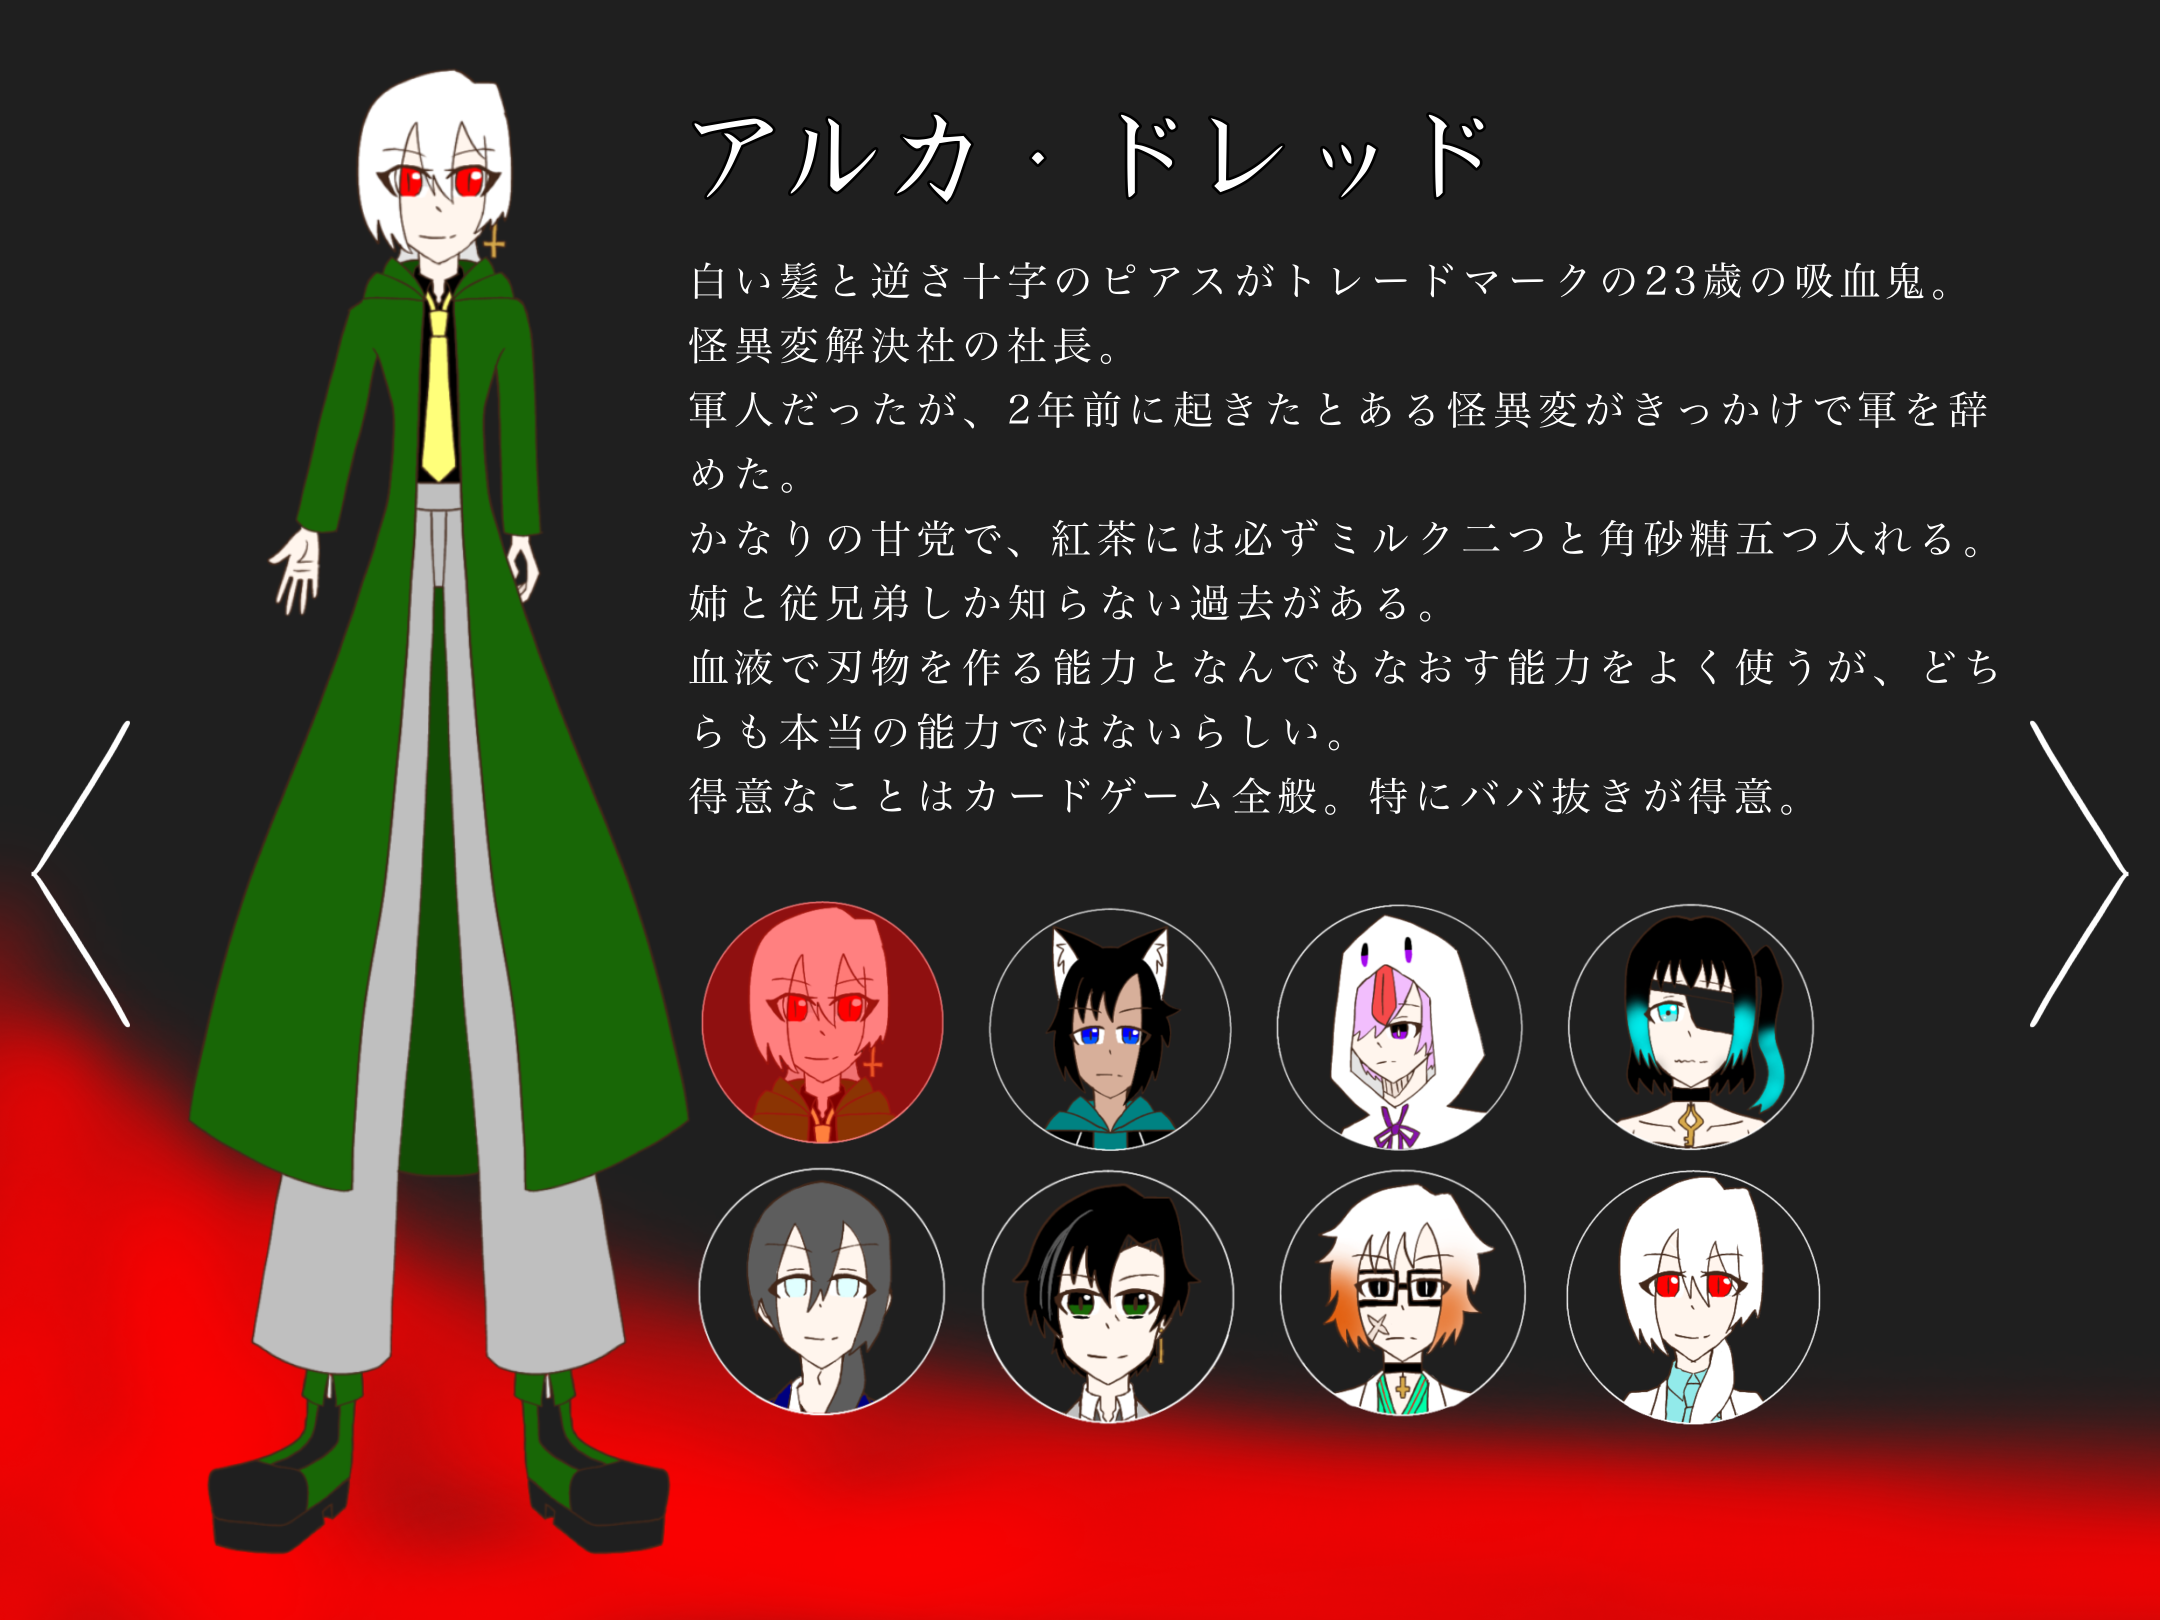 アルカ・ドレッド
白い髪と逆さ十字のピアスがトレードマークの23歳の吸血鬼。
怪異変解決社の社長。
軍人だったが、2年前に起きたとある怪異変がきっかけで軍を辞
めた。
かなりの甘党で、紅茶には必ずミルク二つと角砂糖五つ入れる。
姉と従兄弟しか知らない過去がある。
血液で刃物を作る能力となんでもなおす能力をよく使うが、どち
らも本当の能力ではないらしい。
得意なことはカードゲーム全般。特にババ抜きが得意。